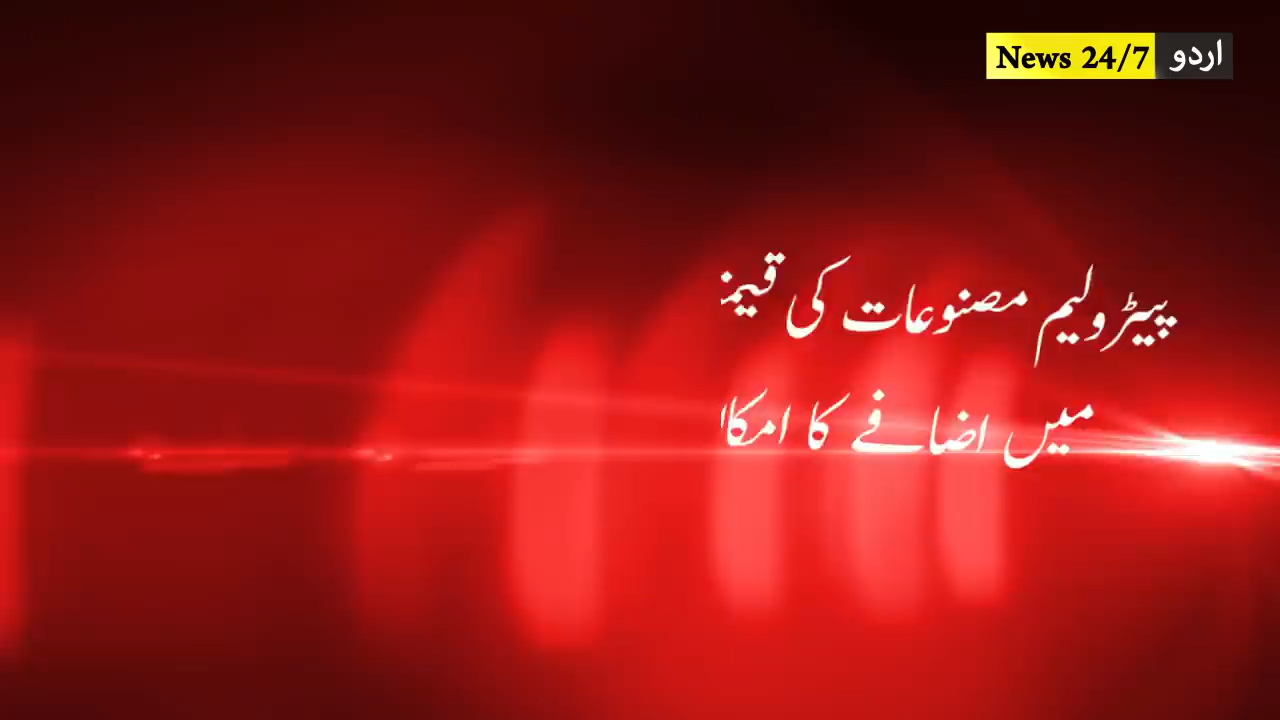 News 24/7 اردو
پیٹرولیم مصنوعات کی
میں اضافے کا